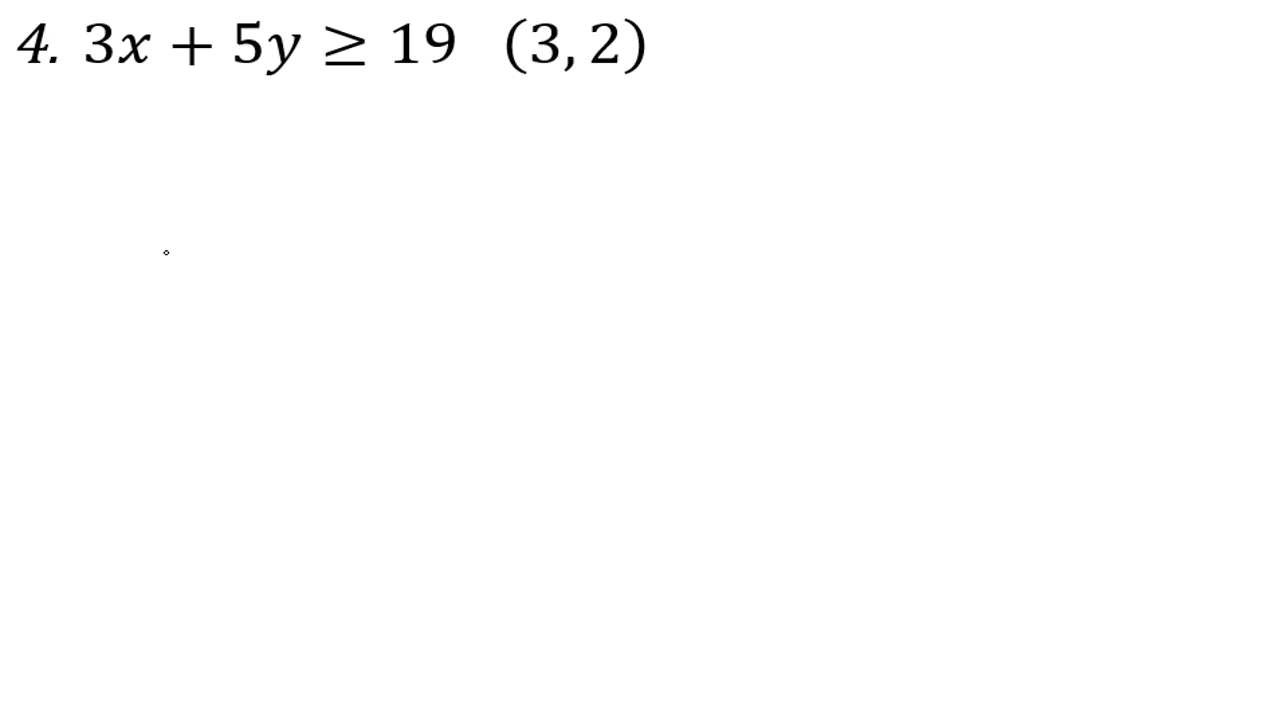 4. 3x + 5y ≥ 19 (3, 2)